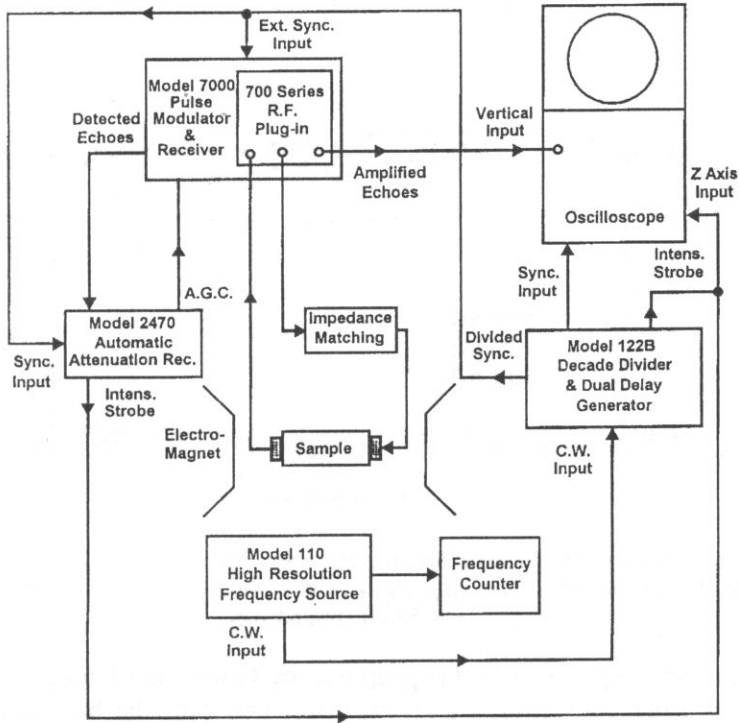 Ext. Sync.
Input
Model 7000
Pulse
Modulator
&
Receiver
700 Series
R.F.
Plug-in
Detected
Echoes
Vertical
Input
Amplified
Echoes
Z Axis
Input
Oscilloscope
Sync.
Input
Intens.
Strobe
A.G.C.
Model 2470
Automatic
Attenuation Rec.
Impedance
Matching
Divided
Sync.
Model 122B
Decade Divider
& Dual Delay
Generator
Sync.
Input
Intens.
Strobe
Electro-
Magnet
Sample
C.W.
Input
Model 110
High Resolution
Frequency Source
Frequency
Counter
C.W.
Input